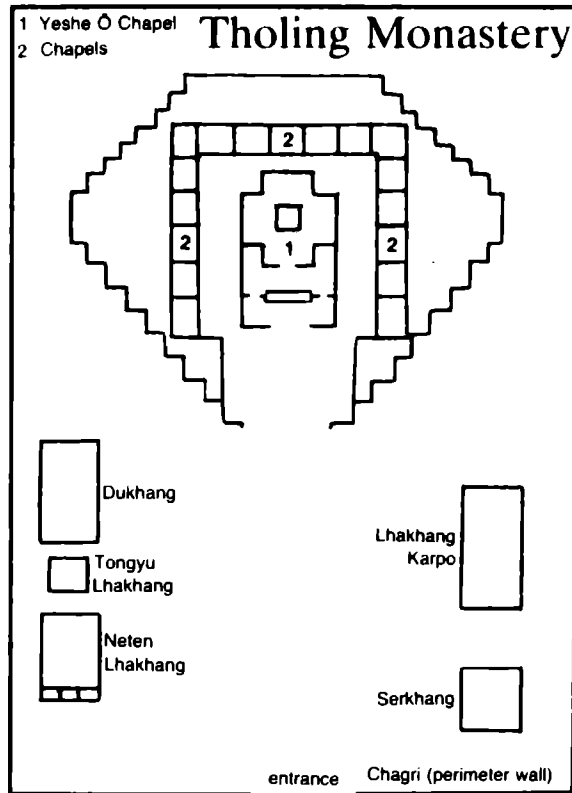 1 Yeshe Ö Chapel
2 Chapels
Tholing Monastery
2
1
2
2
Dukhang
Tongyu
Lhakhang
Neten
Lhakhang
Lhakhang
Karpo
Serkhang
entrance
Chagri (perimeter wall)